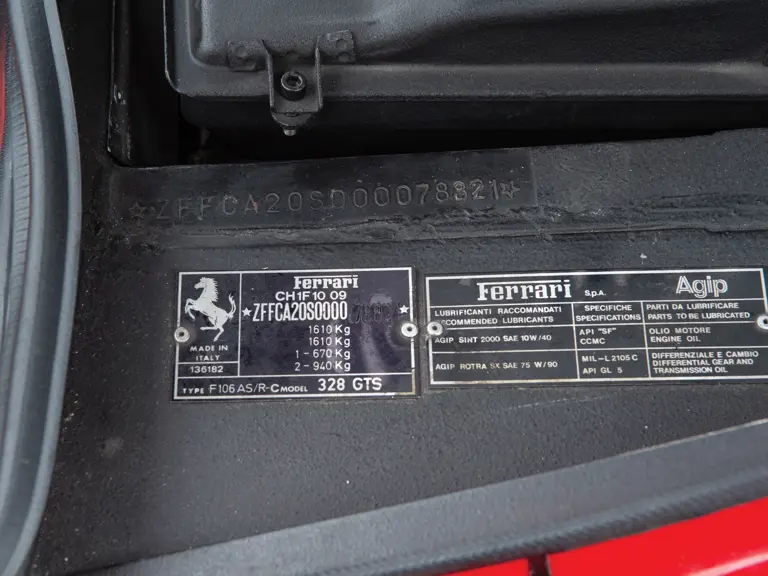 ★ZFFCA20S000078821★
Ferrari
CH1F 10 09
★ZFFCA20S0000
1610 Kg
1610 Kg
1 - 670 Kg
2 - 940 Kg
MADE IN
ITALY
136182
TYPE F106 AS/R-C MODEL 328 GTS
Ferrari S.p.A. Agip
LUBRIFICANTI RACCOMANDATI
RECOMMENDED LUBRICANTS
SPECIFICHE
SPECIFICATIONS
PARTI DA LUBRIFICARE
PARTS TO BE LUBRICATED
AGIP SINT 2000 SAE 10W/40
API "SF"
CCMC
OLIO MOTORE
ENGINE OIL
AGIP ROTRA SX SAE 75 W/90
MIL-L 2105 C
API GL 5
DIFFERENZIALE E CAMBIO
DIFFERENTIAL GEAR AND
TRANSMISSION OIL